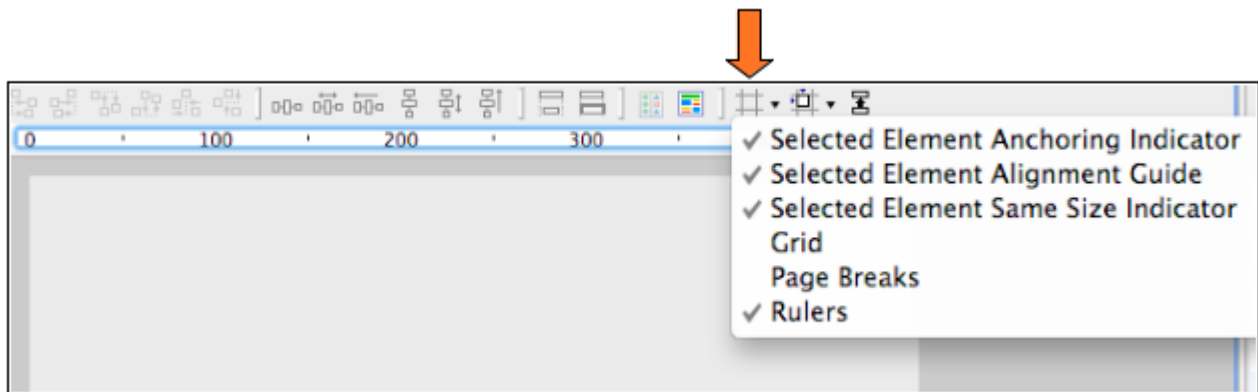 0 100 200 300
Selected Element Anchoring Indicator
Selected Element Alignment Guide
Selected Element Same Size Indicator
Grid
Page Breaks
Rulers